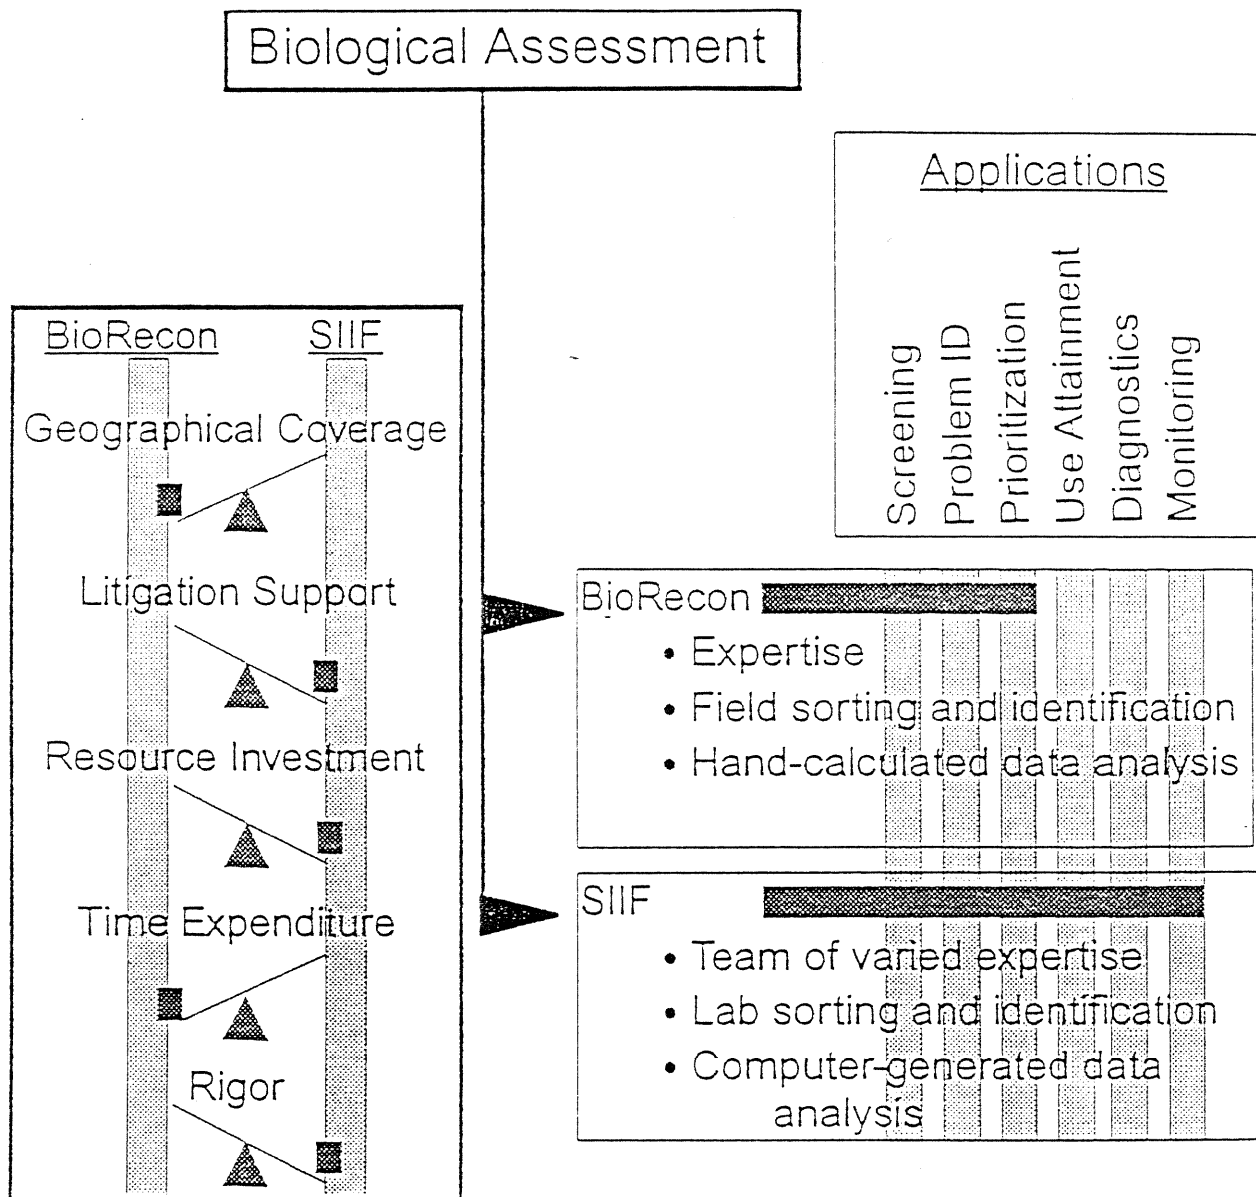 Biological Assessment
Applications
Screening
Problem ID
Prioritization
Use Attainment
Diagnostics
Monitoring
BioRecon
SIIF
Geographical Coverage
Litigation Support
Resource Investment
Time Expenditure
Rigor
BioRecon
• Expertise
• Field sorting and identification
• Hand-calculated data analysis
SIIF
• Team of varied expertise
• Lab sorting and identification
• Computer-generated data
analysis